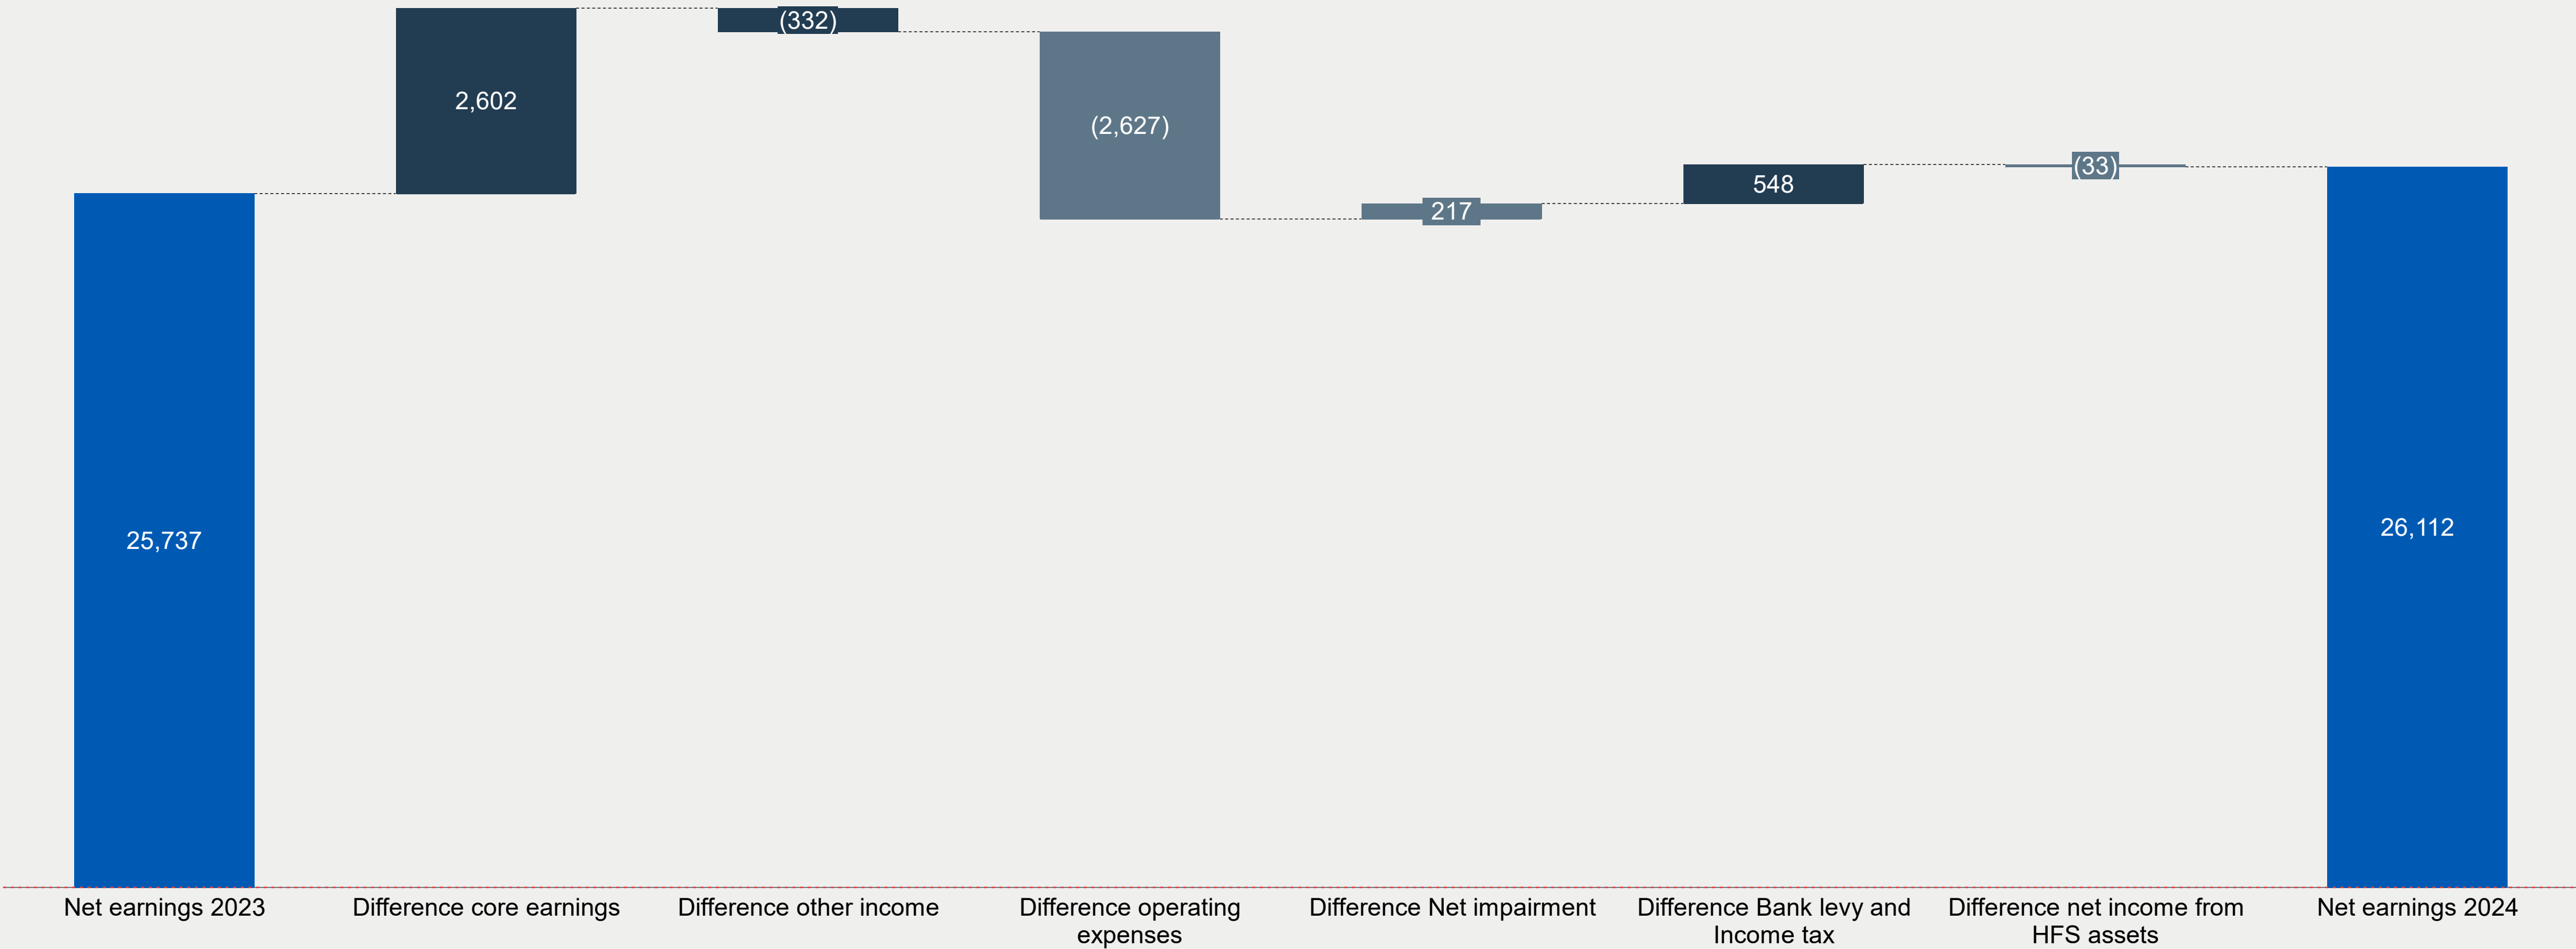 (332)
2,602
(2,627)
(33)
548
217
25,737
26,112
Net earnings 2023
Difference core earnings
Difference other income
Difference operating
expenses
Difference Net impairment
Difference Bank levy and
Income tax
Difference net income from
HFS assets
Net earnings 2024